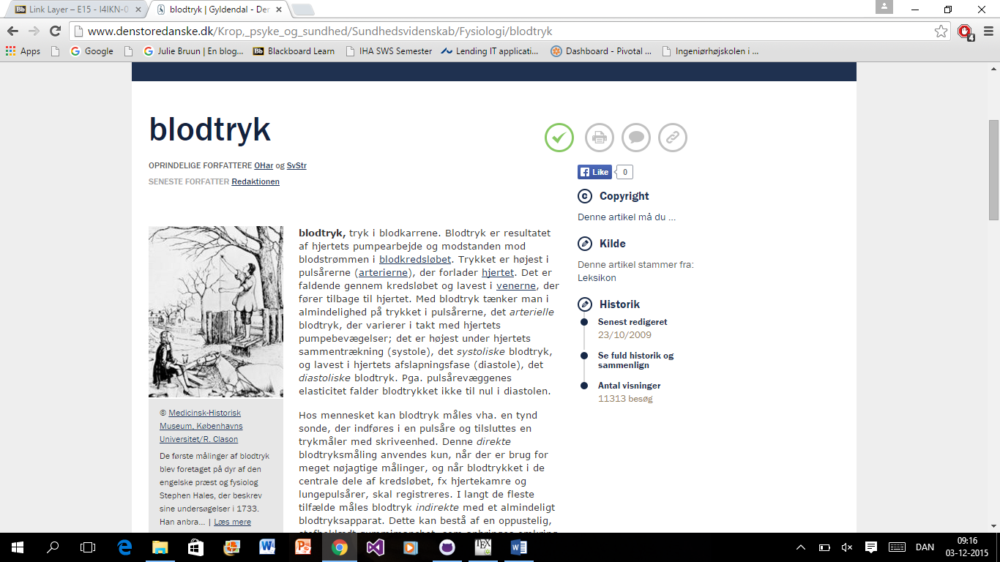 Link Layer – E15 - I4IKN-0
blodtryk | Gyldendal - Der
www.denstoredanske.dk/Krop,_psyke_og_sundhed/Sundhedsvidenskab/Fysiologi/blodtryk
4
Apps
Google
Julie Bruun | En blog...
Bb
Blackboard Learn
IHA SWS Semester
Lending IT applicati...
Dashboard - Pivotal ...
Ingeniørhøjskolen i ...
blodtryk
OPRINDELIGE FORFATTERE OHar og SvStr
SENESTE FORFATTER Redaktionen
blodtryk, tryk i blodkarrene. Blodtryk er resultatet
af hjertets pumpearbejde og modstanden mod
blodstrømmen i blodkredsløbet. Trykket er højest i
pulsårerne (arterierne), der forlader hjertet. Det er
faldende gennem kredsløbet og lavest i venerne, der
fører tilbage til hjertet. Med blodtryk tænker man i
almindelighed på trykket i pulsårerne, det arterielle
blodtryk, der varierer i takt med hjertets
pumpebevægelser; det er højest under hjertets
sammentrækning (systole), det systoliske blodtryk,
og lavest i hjertets afslapningsfase (diastole), det
diastoliske blodtryk. Pga. pulsårevæggenes
elasticitet falder blodtrykket ikke til nul i diastolen.
Hos mennesket kan blodtryk måles vha. en tynd
sonde, der indføres i en pulsåre og tilsluttes en
trykmåler med skriveenhed. Denne direkte
blodtryksmåling anvendes kun, når der er brug for
meget nøjagtige målinger, og når blodtrykket i de
centrale dele af kredsløbet, fx hjertekamre og
lungepulsårer, skal registreres. I langt de fleste
tilfælde måles blodtryk indirekte med et almindeligt
blodtryksapparat. Dette kan bestå af en oppustelig,
© Medicinsk-Historisk
Museum, Københavns
Universitet/R. Clason
De første målinger af blodtryk
blev foretaget på dyr af den
engelske præst og fysiolog
Stephen Hales, der beskrev
sine undersøgelser i 1733.
Han anbra... | Læs mere
Like 0
Copyright
Denne artikel må du ...
Kilde
Denne artikel stammer fra:
Leksikon
Historik
Senest redigeret
23/10/2009
Se fuld historik og
sammenlign
Antal visninger
11313 besøg
DAN
09:16
03-12-2015